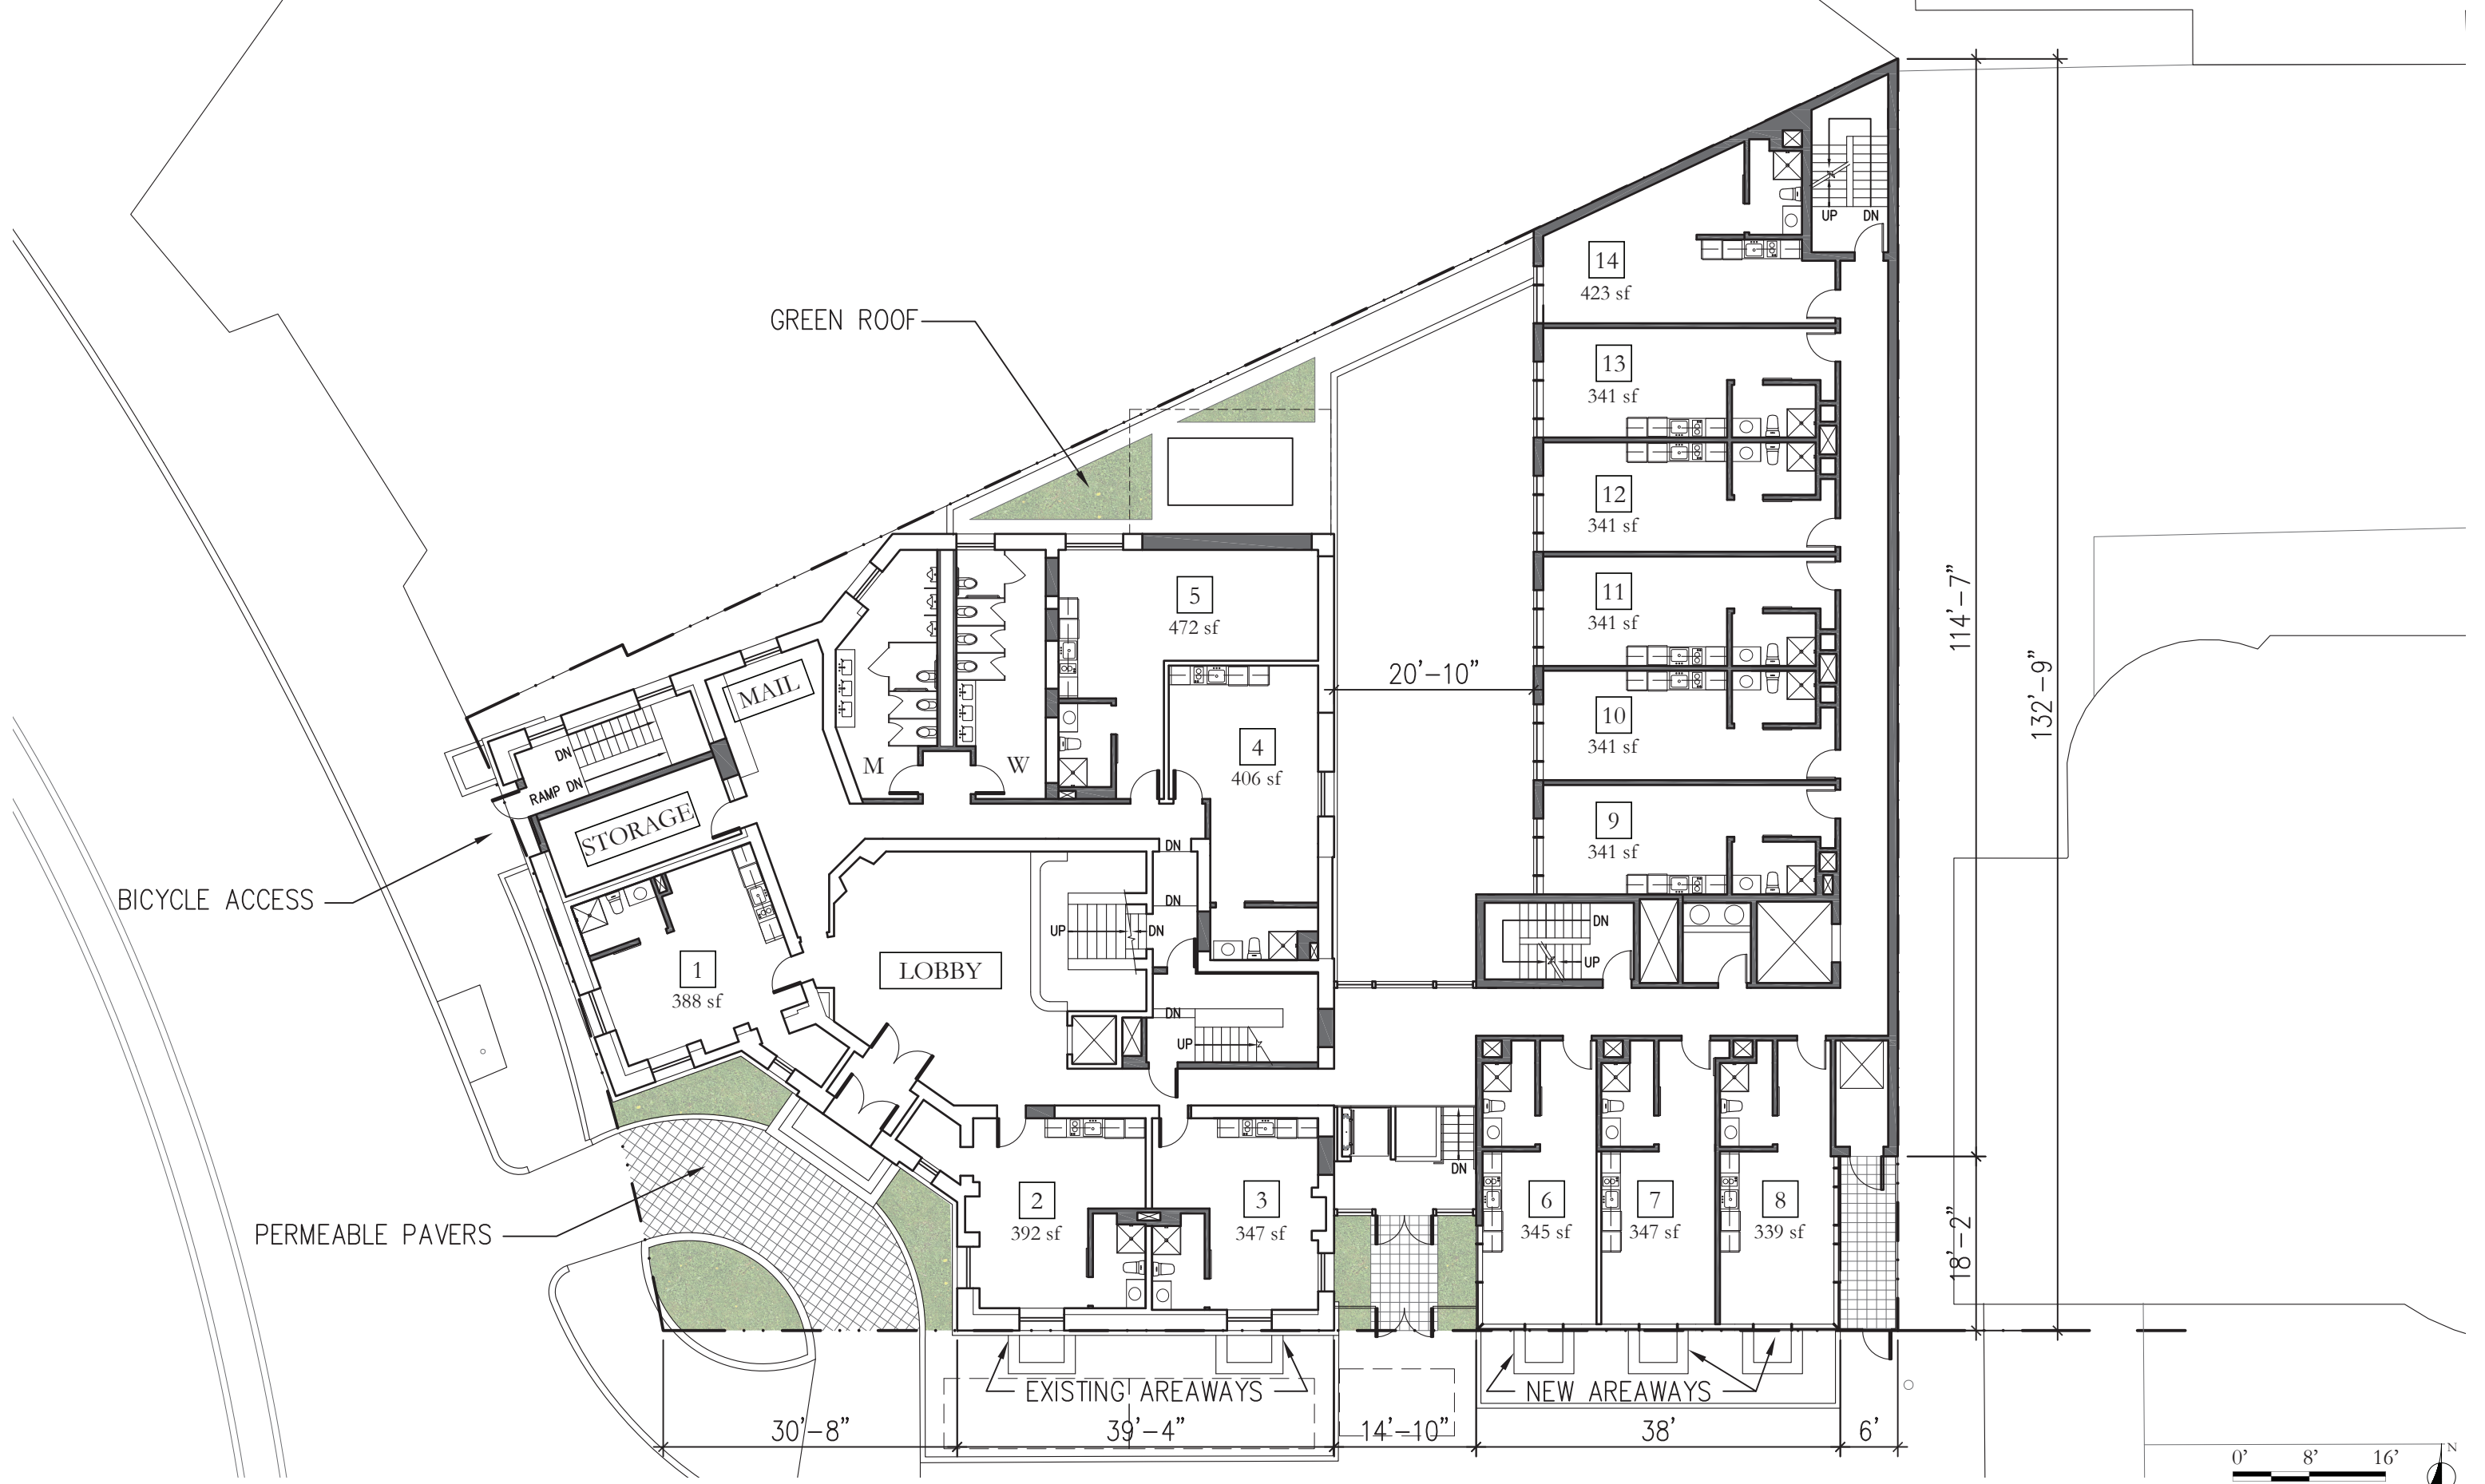 UP DN
14
423 sf
GREEN ROOF
13
341 sf
12
341 sf
114'-7"
5
472 sf
11
341 sf
20'-10"
132'-9"
MAIL
10
341 sf
4
406 sf
DN
M W
RAMP DN
STORAGE
9
341 sf
DN
BICYCLE ACCESS
DN
UP DN
DN
UP
LOBBY
1
388 sf
DN
UP
DN
PERMEABLE PAVERS
2
392 sf
3
347 sf
6
345 sf
7
347 sf
8
339 sf
18'-2"
EXISTING AREAWAYS
NEW AREAWAYS
30'-8"
39'-4"
14'-10"
38'
6'
0' 8' 16'
N